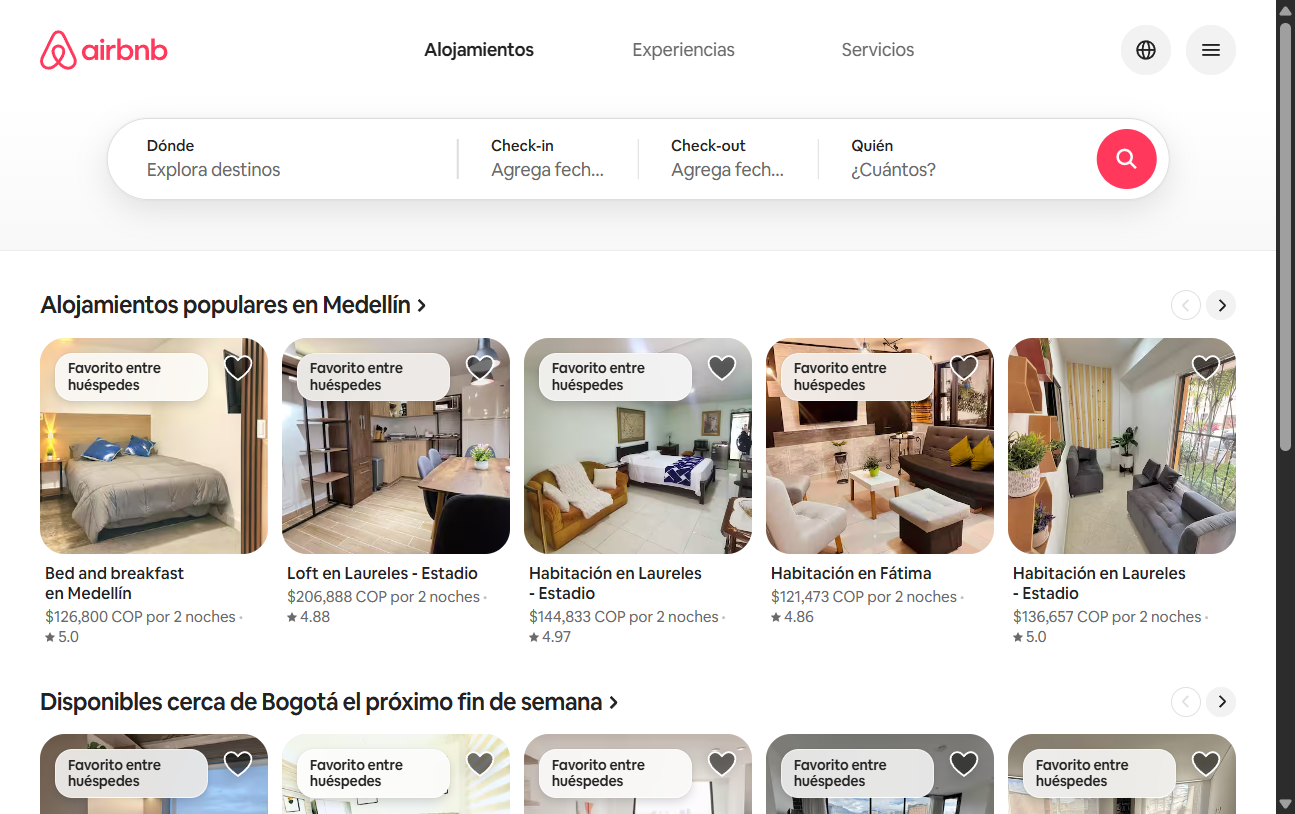 airbnb
Alojamientos
Experiencias
Servicios
Dónde
Explora destinos
Check-in
Agrega fech...
Check-out
Agrega fech...
Quién
¿Cuántos?
Alojamientos populares en Medellín
Favorito entre
huéspedes
Bed and breakfast
en Medellín
$126,800 COP por 2 noches ·
★ 5.0
Favorito entre
huéspedes
Loft en Laureles - Estadio
$206,888 COP por 2 noches ·
★ 4.88
Favorito entre
huéspedes
Habitación en Laureles
- Estadio
$144,833 COP por 2 noches ·
★ 4.97
Favorito entre
huéspedes
Habitación en Fátima
$121,473 COP por 2 noches ·
★ 4.86
Habitación en Laureles
- Estadio
$136,657 COP por 2 noches ·
★ 5.0
Disponibles cerca de Bogotá el próximo fin de semana
Favorito entre
huéspedes
Favorito entre
huéspedes
Favorito entre
huéspedes
Favorito entre
huéspedes
Favorito entre
huéspedes